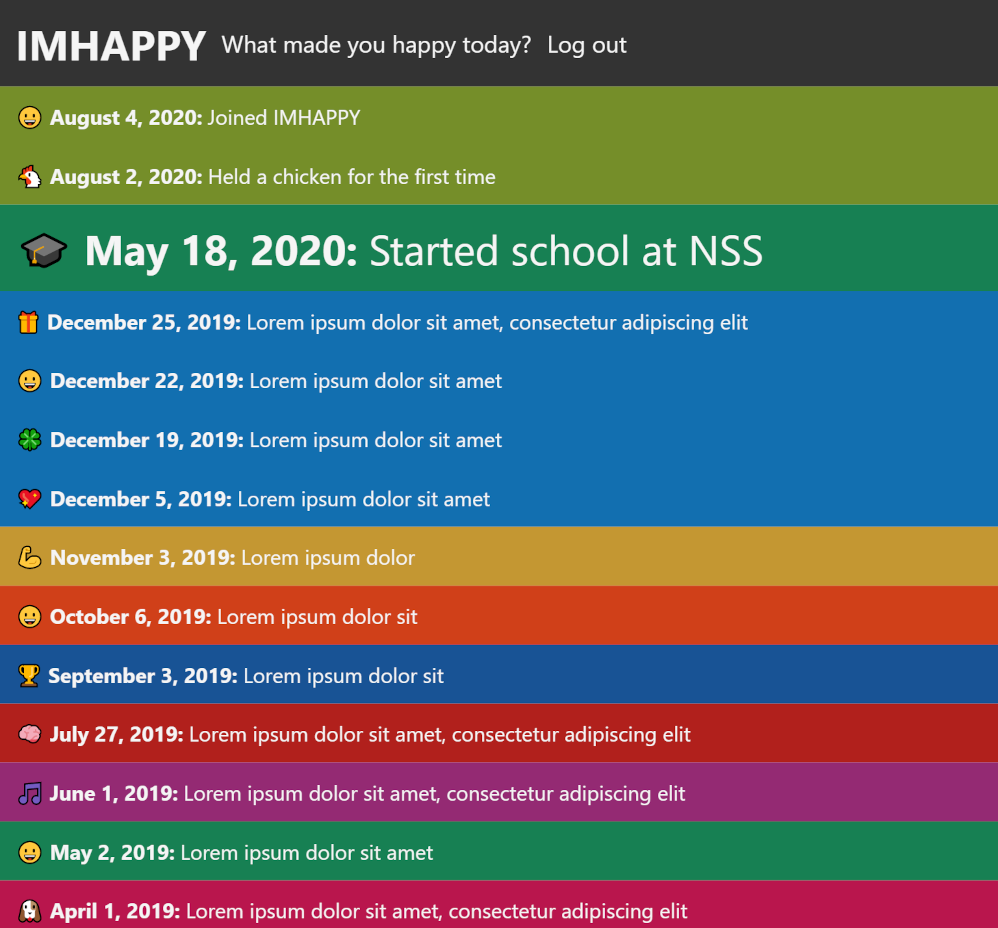 IMHAPPY What made you happy today? Log out
August 4, 2020: Joined IMHAPPY
August 2, 2020: Held a chicken for the first time
May 18, 2020: Started school at NSS
December 25, 2019: Lorem ipsum dolor sit amet, consectetur adipiscing elit
December 22, 2019: Lorem ipsum dolor sit amet
December 19, 2019: Lorem ipsum dolor sit amet
December 5, 2019: Lorem ipsum dolor sit amet
November 3, 2019: Lorem ipsum dolor
October 6, 2019: Lorem ipsum dolor sit
September 3, 2019: Lorem ipsum dolor sit
July 27, 2019: Lorem ipsum dolor sit amet, consectetur adipiscing elit
June 1, 2019: Lorem ipsum dolor sit amet, consectetur adipiscing elit
May 2, 2019: Lorem ipsum dolor sit amet
April 1, 2019: Lorem ipsum dolor sit amet, consectetur adipiscing elit